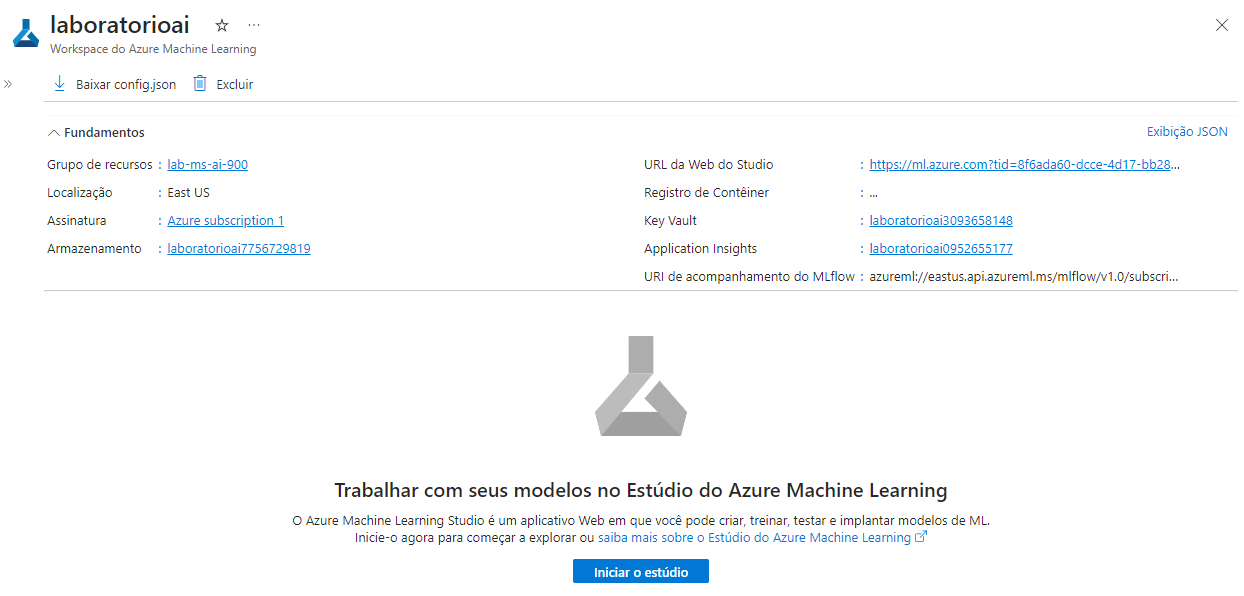 laboratorioai
Workspace do Azure Machine Learning
Baixar config.json Excluir
Fundamentos
Exibição JSON
Grupo de recursos : lab-ms-ai-900
Localização : East US
Assinatura : Azure subscription 1
Armazenamento : laboratorioai7756729819
URL da Web do Studio : https://ml.azure.com?tid=8f6ada60-dcce-4d17-bb28...
Registro de Contêiner : ...
Key Vault : laboratorioai3093658148
Application Insights : laboratorioai0952655177
URI de acompanhamento do MLflow : azureml://eastus.api.azureml.ms/mlflow/v1.0/subscri...
Trabalhar com seus modelos no Estúdio do Azure Machine Learning
O Azure Machine Learning Studio é um aplicativo Web em que você pode criar, treinar, testar e implantar modelos de ML.
Inicie-o agora para começar a explorar ou saiba mais sobre o Estúdio do Azure Machine Learning
Iniciar o estúdio